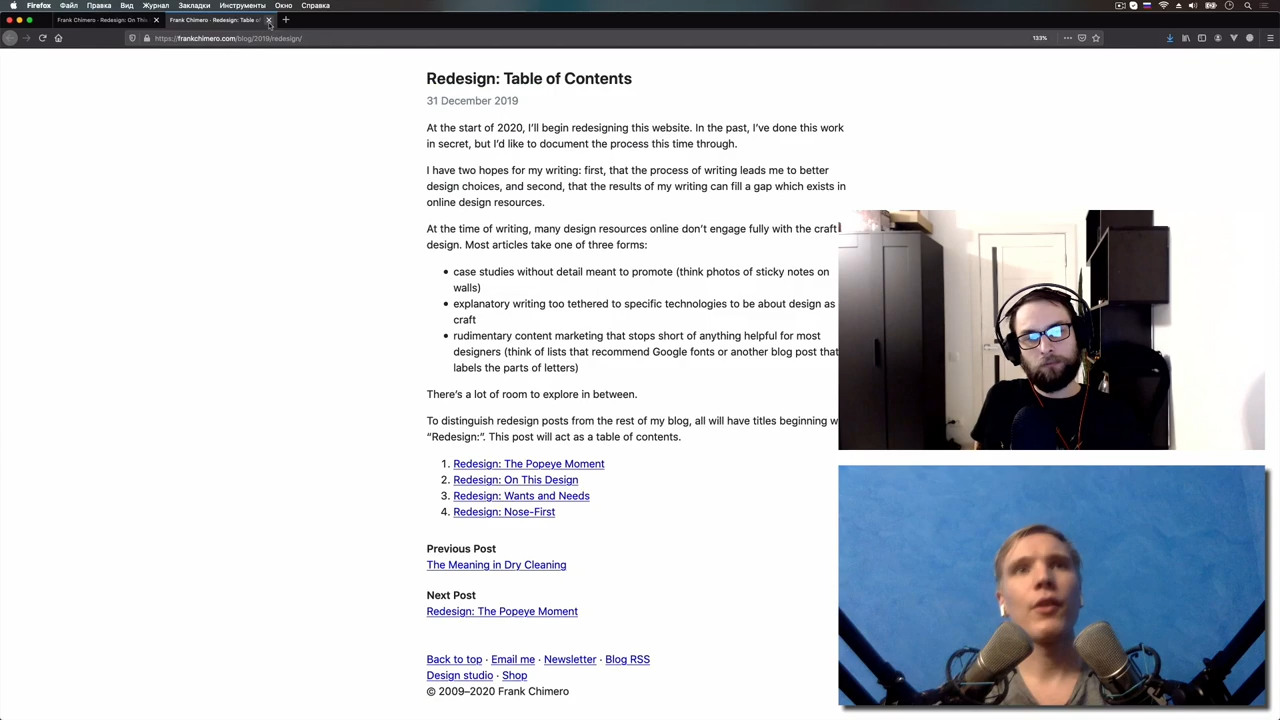 Firefox Файл Правка Вид Журнал Закладки Инструменты Окно Справка
Frank Chimero · Redesign: On Thi
Frank Chimero · Redesign: Table of
https://frankchimero.com/blog/2019/redesign/
133%
Redesign: Table of Contents
31 December 2019
At the start of 2020, I’ll begin redesigning this website. In the past, I’ve done this work
in secret, but I’d like to document the process this time through.
I have two hopes for my writing: first, that the process of writing leads me to better
design choices, and second, that the results of my writing can fill a gap which exists in
online design resources.
At the time of writing, many design resources online don’t engage fully with the craft
design. Most articles take one of three forms:
• case studies without detail meant to promote (think photos of sticky notes on
walls)
• explanatory writing too tethered to specific technologies to be about design as
craft
• rudimentary content marketing that stops short of anything helpful for most
designers (think of lists that recommend Google fonts or another blog post that
labels the parts of letters)
There’s a lot of room to explore in between.
To distinguish redesign posts from the rest of my blog, all will have titles beginning w
“Redesign:”. This post will act as a table of contents.
1. Redesign: The Popeye Moment
2. Redesign: On This Design
3. Redesign: Wants and Needs
4. Redesign: Nose-First
Previous Post
The Meaning in Dry Cleaning
Next Post
Redesign: The Popeye Moment
Back to top · Email me · Newsletter · Blog RSS
Design studio · Shop
© 2009–2020 Frank Chimero